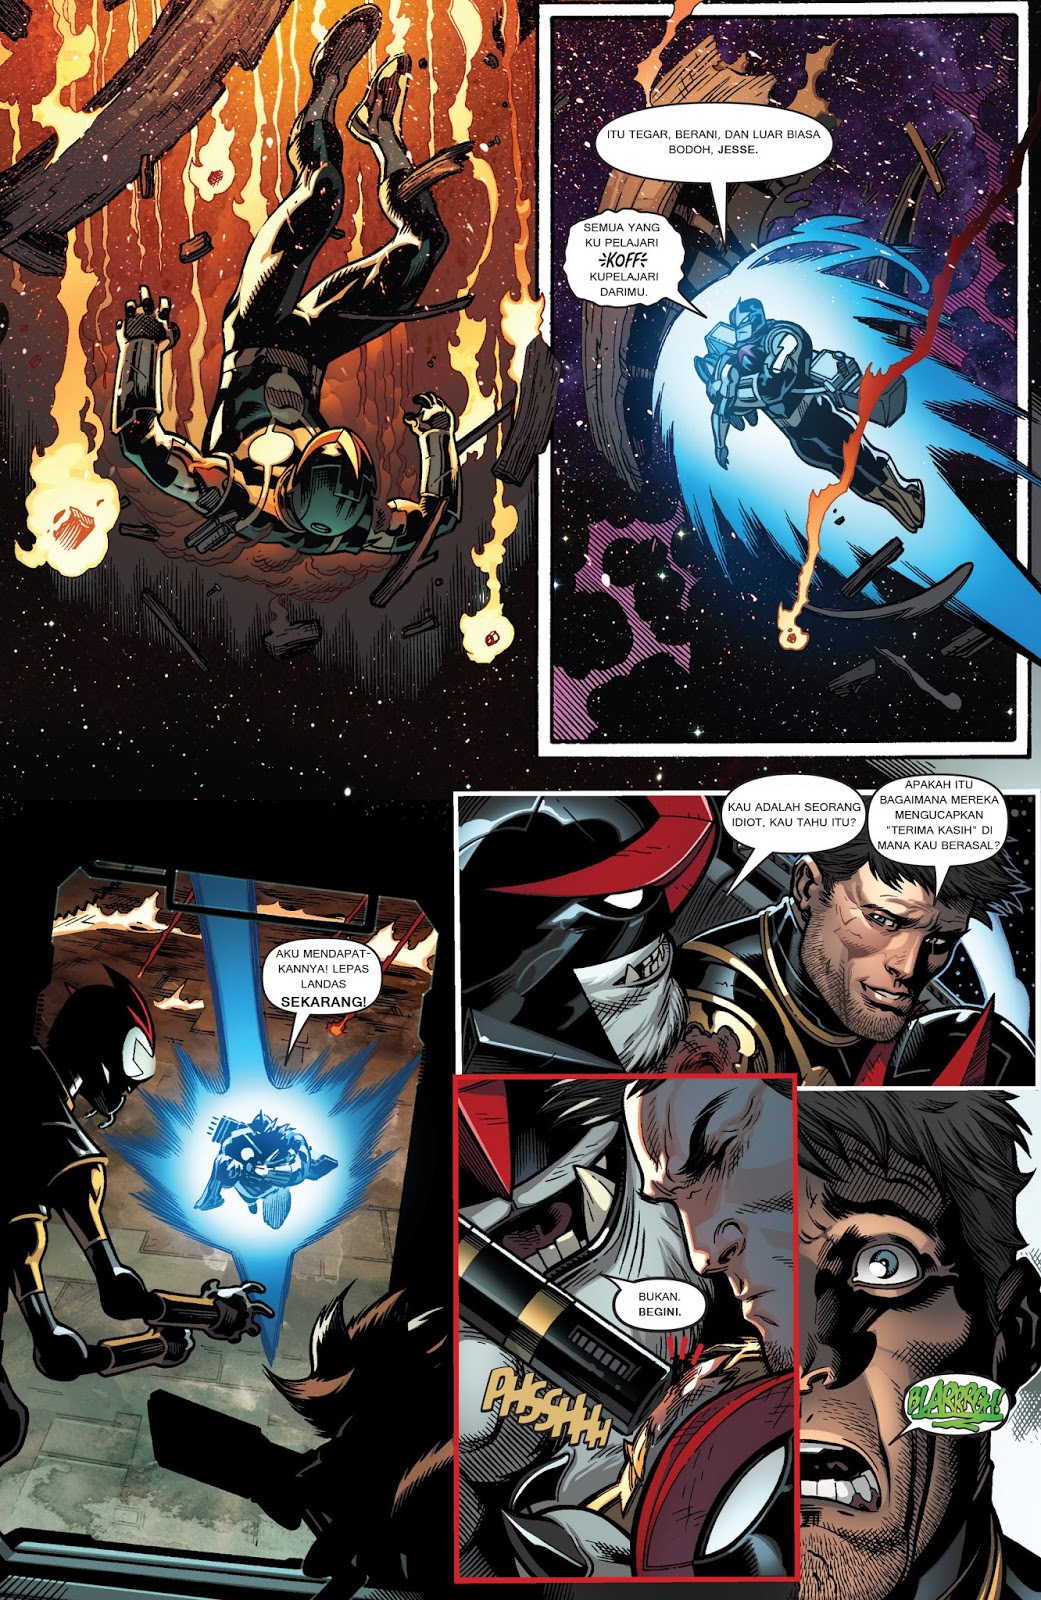 ITU TEGAR, BERANI, DAN LUAR BIASA
BODOH, JESSE.
SEMUA YANG
KU PELAJARI
KOFF
KUPELAJARI
DARIMU.
AKU MENDAPAT-
KANNYA! LEPAS
LANDAS
SEKARANG!
KAU ADALAH SEORANG
IDIOT, KAU TAHU ITU?
APAKAH ITU
BAGAIMANA MEREKA
MENGUCAPKAN
"TERIMA KASIH" DI
MANA KAU BERASAL?
BUKAN.
BEGINI.
PHSSHHH
BLARRRGH!